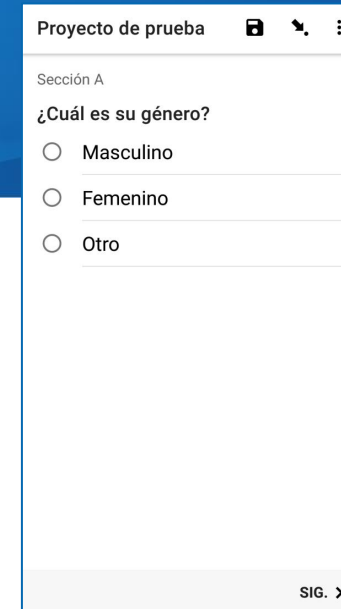 Proyecto de prueba
Sección A
¿Cuál es su género?
Masculino
Femenino
Otro
SIG.